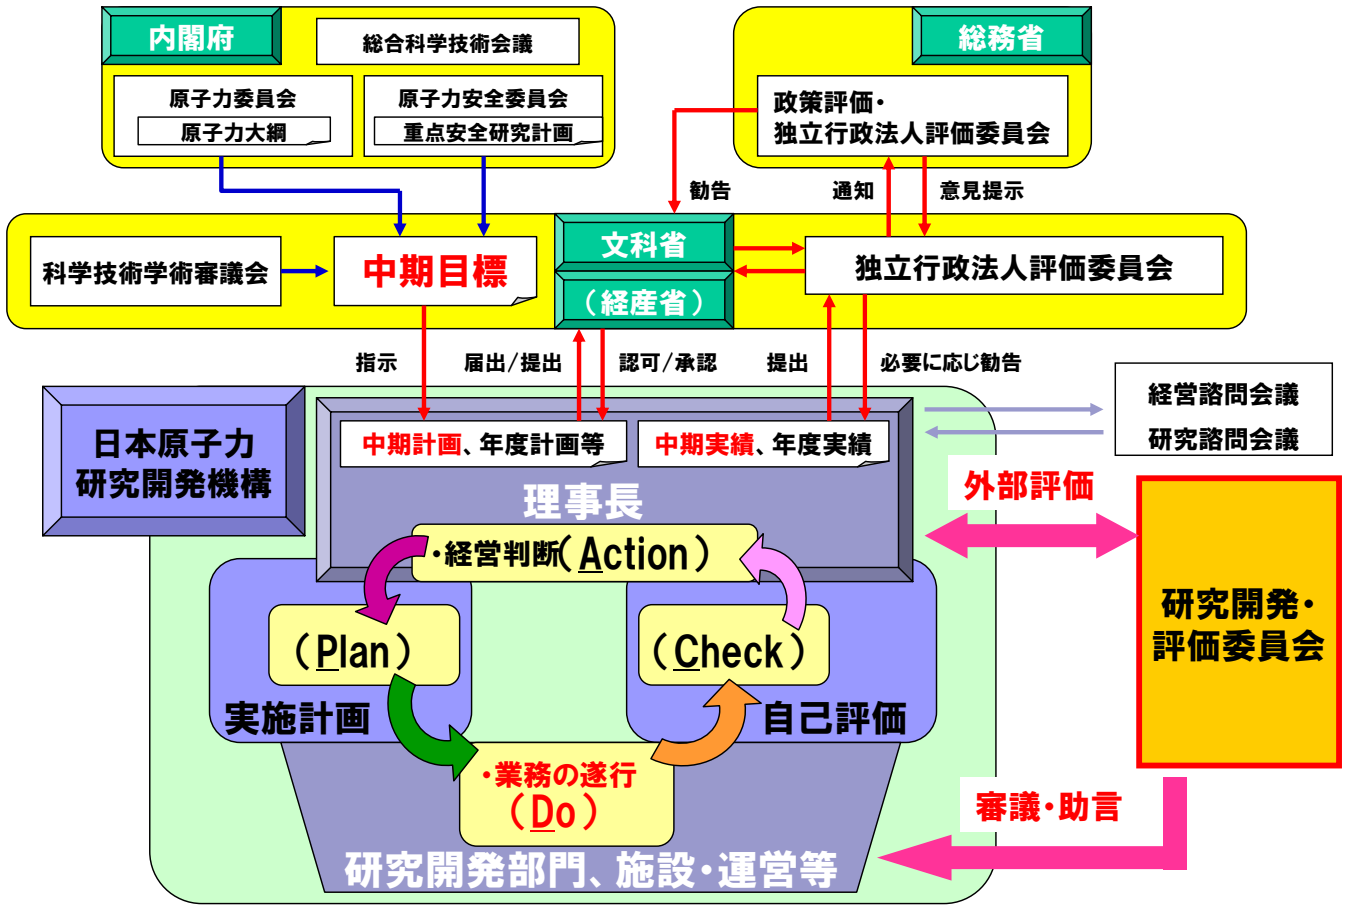 内閣府
総合科学技術会議
原子力委員会
原子力大綱
原子力安全委員会
重点安全研究計画
総務省
政策評価・
独立行政法人評価委員会
勧告
通知
意見提示
科学技術学術審議会
中期目標
文科省
（経産省）
独立行政法人評価委員会
指示
届出/提出
認可/承認
提出
必要に応じ勧告
経営諮問会議
研究諮問会議
日本原子力
研究開発機構
中期計画、年度計画等
中期実績、年度実績
理事長
外部評価
・経営判断（Action）
（Plan）
（Check）
研究開発・
評価委員会
実施計画
自己評価
・業務の遂行
（Do）
審議・助言
研究開発部門、施設・運営等